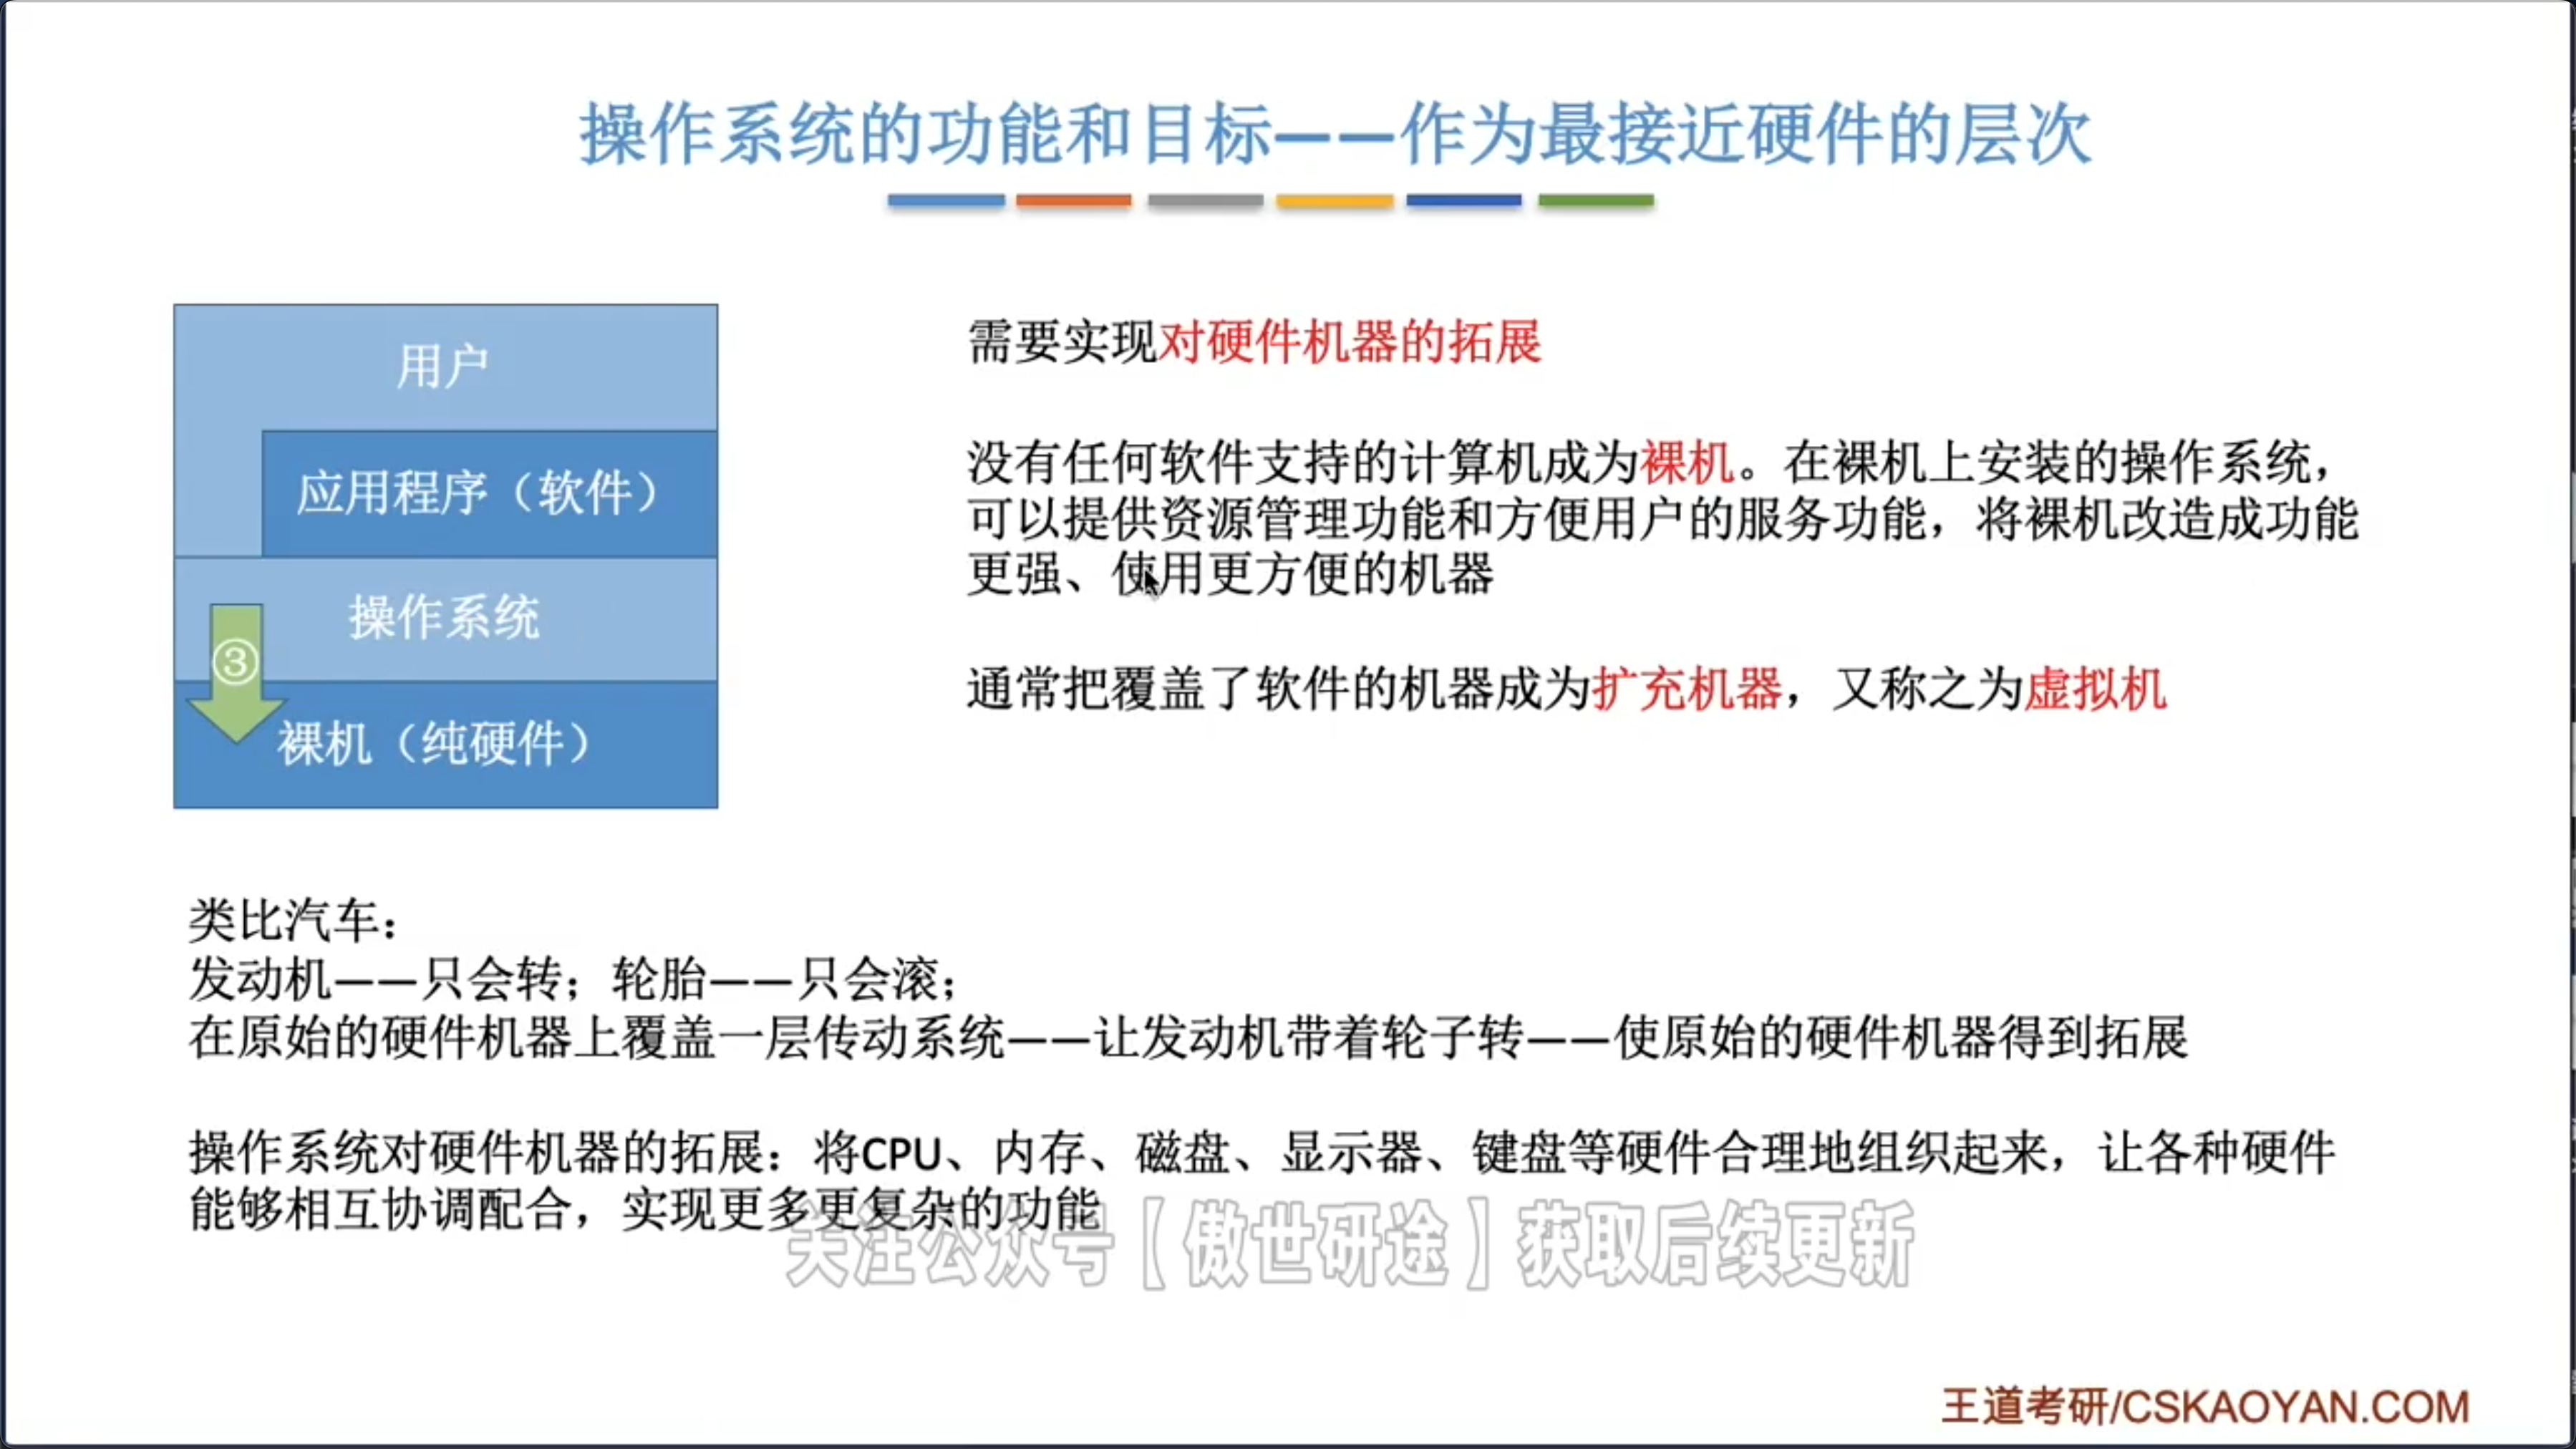 操作系统的功能和目标——作为最接近硬件的层次
用户
应用程序（软件）
操作系统
③
裸机（纯硬件）
需要实现对硬件机器的拓展
没有任何软件支持的计算机成为裸机。在裸机上安装的操作系统，
可以提供资源管理功能和方便用户的服务功能，将裸机改造成功能
更强、使用更方便的机器
通常把覆盖了软件的机器成为扩充机器，又称之为虚拟机
类比汽车：
发动机——只会转；轮胎——只会滚；
在原始的硬件机器上覆盖一层传动系统——让发动机带着轮子转——使原始的硬件机器得到拓展
操作系统对硬件机器的拓展：将CPU、内存、磁盘、显示器、键盘等硬件合理地组织起来，让各种硬件
能够相互协调配合，实现更多更复杂的功能
关注公众号【傲世研途】获取后续更新
王道考研/CSKAOYAN.COM